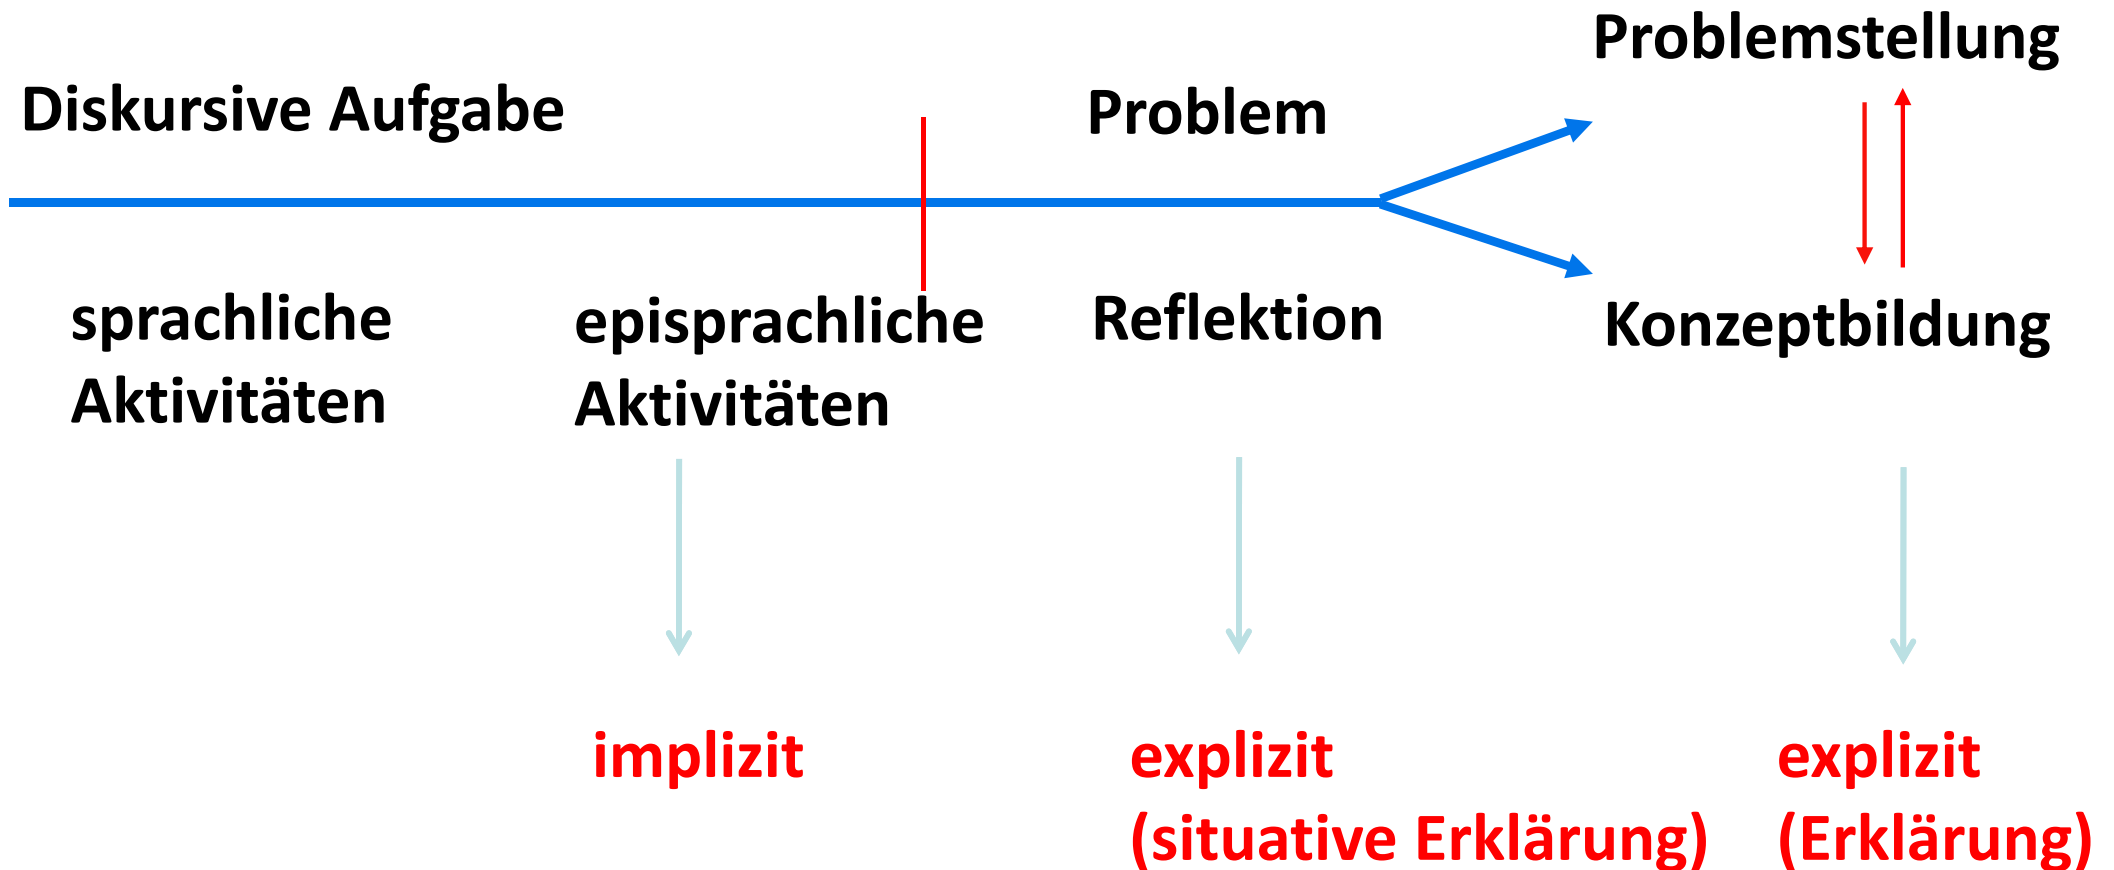 Problemstellung
Diskursive Aufgabe
Problem
sprachliche
Aktivitäten
episprachliche
Aktivitäten
Reflektion
Konzeptbildung
implizit
explizit
(situative Erklärung)
explizit
(Erklärung)